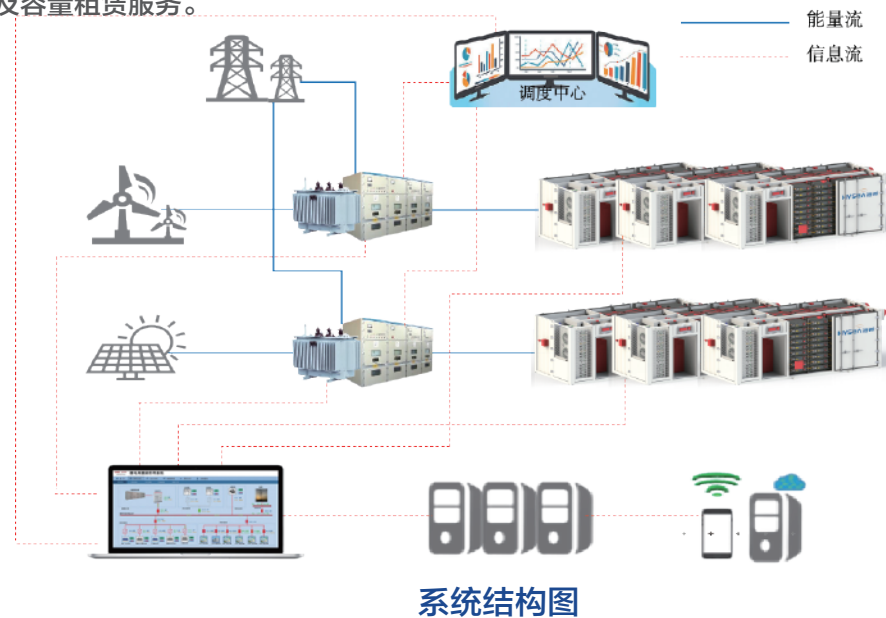 及容量租赁服务。
能量流
信息流
调度中心
系统结构图